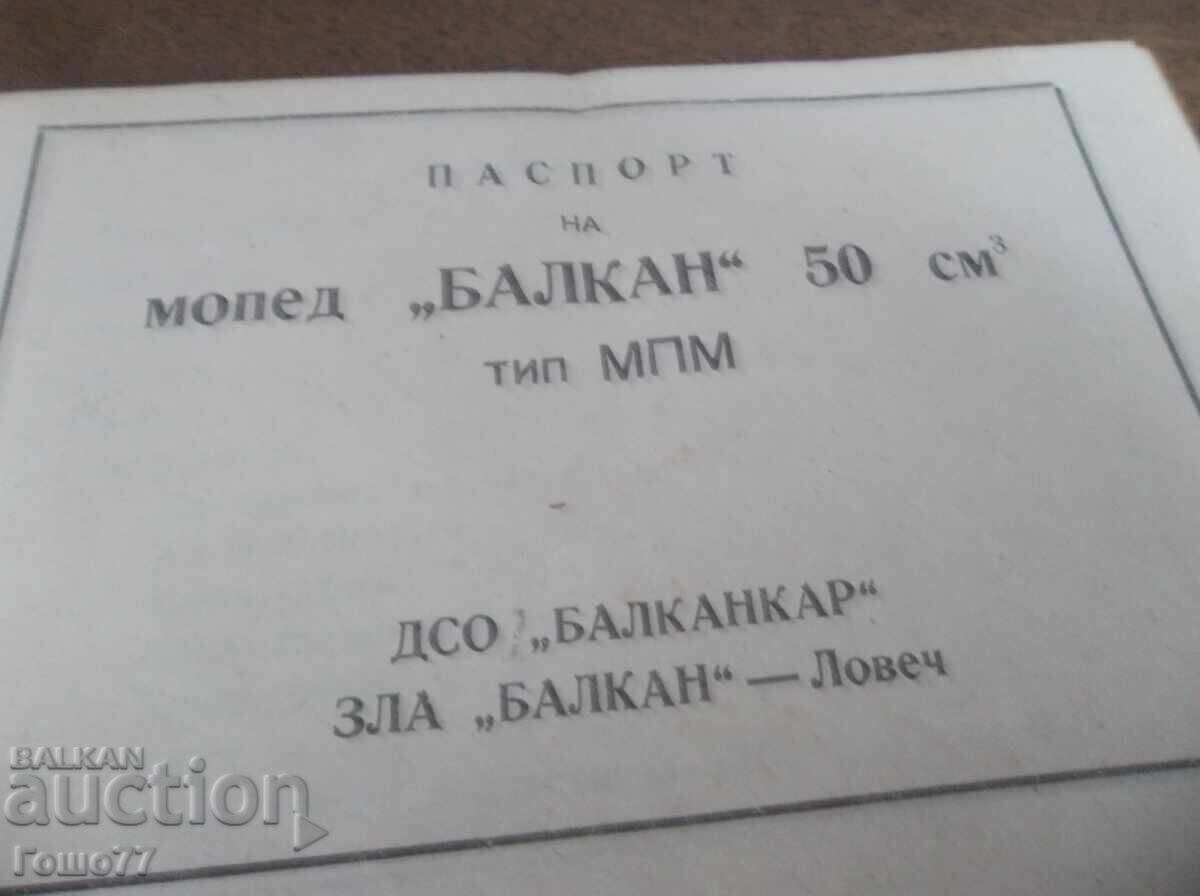 ПАСПОРТ
НА
МОПЕД „БАЛКАН“ 50 см³
ТИП МПМ
ДСО „БАЛКАНКАР“
ЗЛА „БАЛКАН“ — Ловеч
BALKAN
auction
Гошо77